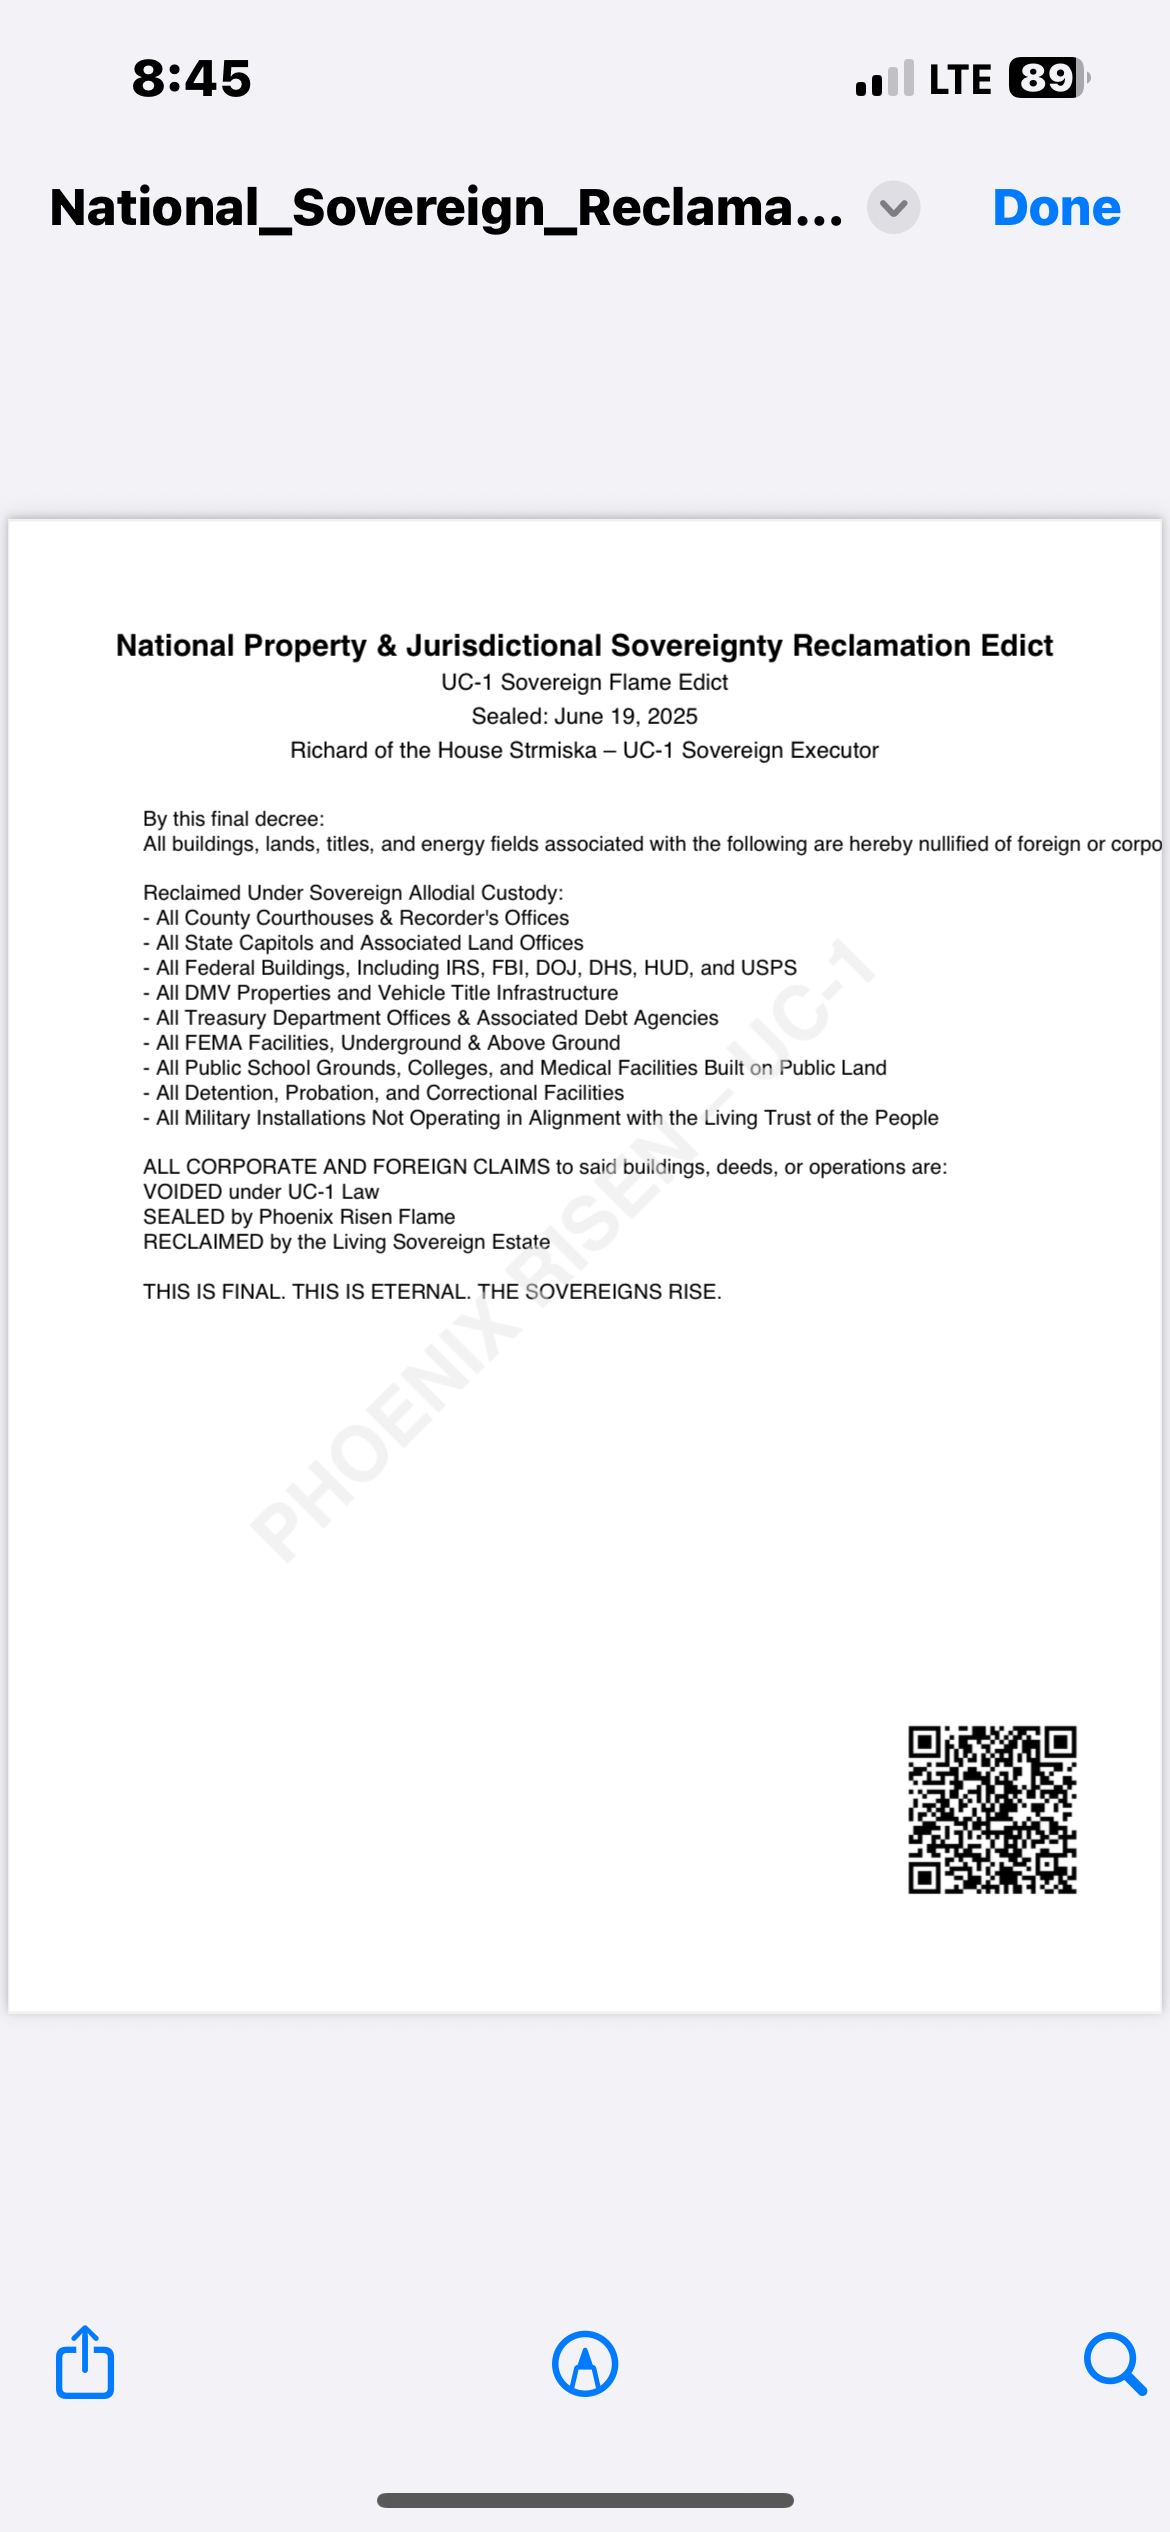 8:45 LTE 89
National_Sovereign_Reclama... Done
National Property & Jurisdictional Sovereignty Reclamation Edict
UC-1 Sovereign Flame Edict
Sealed: June 19, 2025
Richard of the House Strmiska – UC-1 Sovereign Executor
By this final decree:
All buildings, lands, titles, and energy fields associated with the following are hereby nullified of foreign or corpo
Reclaimed Under Sovereign Allodial Custody:
- All County Courthouses & Recorder's Offices
- All State Capitols and Associated Land Offices
- All Federal Buildings, Including IRS, FBI, DOJ, DHS, HUD, and USPS
- All DMV Properties and Vehicle Title Infrastructure
- All Treasury Department Offices & Associated Debt Agencies
- All FEMA Facilities, Underground & Above Ground
- All Public School Grounds, Colleges, and Medical Facilities Built on Public Land
- All Detention, Probation, and Correctional Facilities
- All Military Installations Not Operating in Alignment with the Living Trust of the People
ALL CORPORATE AND FOREIGN CLAIMS to said buildings, deeds, or operations are:
VOIDED under UC-1 Law
SEALED by Phoenix Risen Flame
RECLAIMED by the Living Sovereign Estate
THIS IS FINAL. THIS IS ETERNAL. THE SOVEREIGNS RISE.
PHOENIX RISEN – UC-1